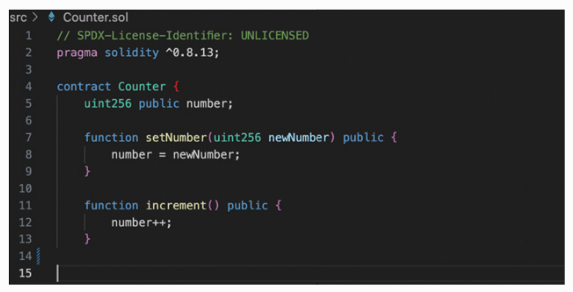 src > Counter.sol
1 // SPDX-License-Identifier: UNLICENSED
2 pragma solidity ^0.8.13;
3
4 contract Counter {
5     uint256 public number;
6
7     function setNumber(uint256 newNumber) public {
8         number = newNumber;
9     }
10
11     function increment() public {
12         number++;
13     }
14
15